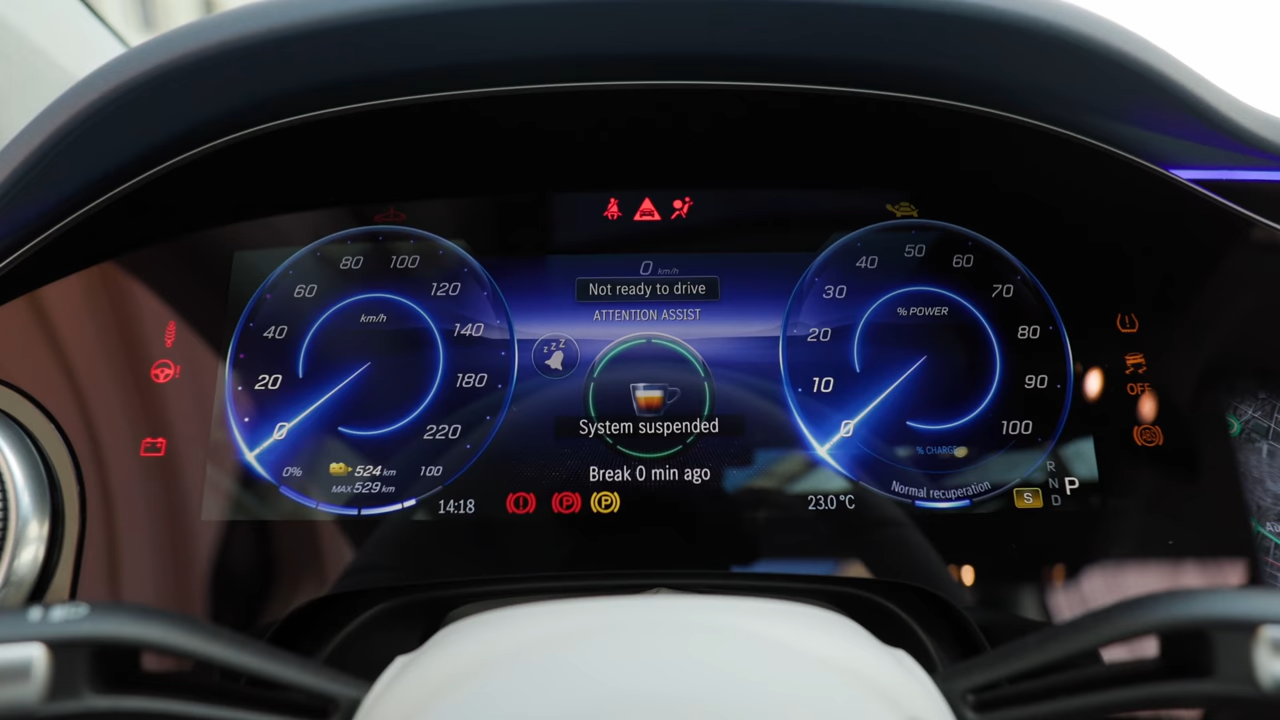 0 km/h
Not ready to drive
ATTENTION ASSIST
zZZ
System suspended
Break 0 min ago
km/h
0
20
40
60
80
100
120
140
180
220
0%
524 km
100
MAX 529 km
14:18
P
P
% POWER
0
10
20
30
40
50
60
70
80
90
100
% CHARGE
Normal recuperation
23.0 °C
S
R
N
D
P
OFF